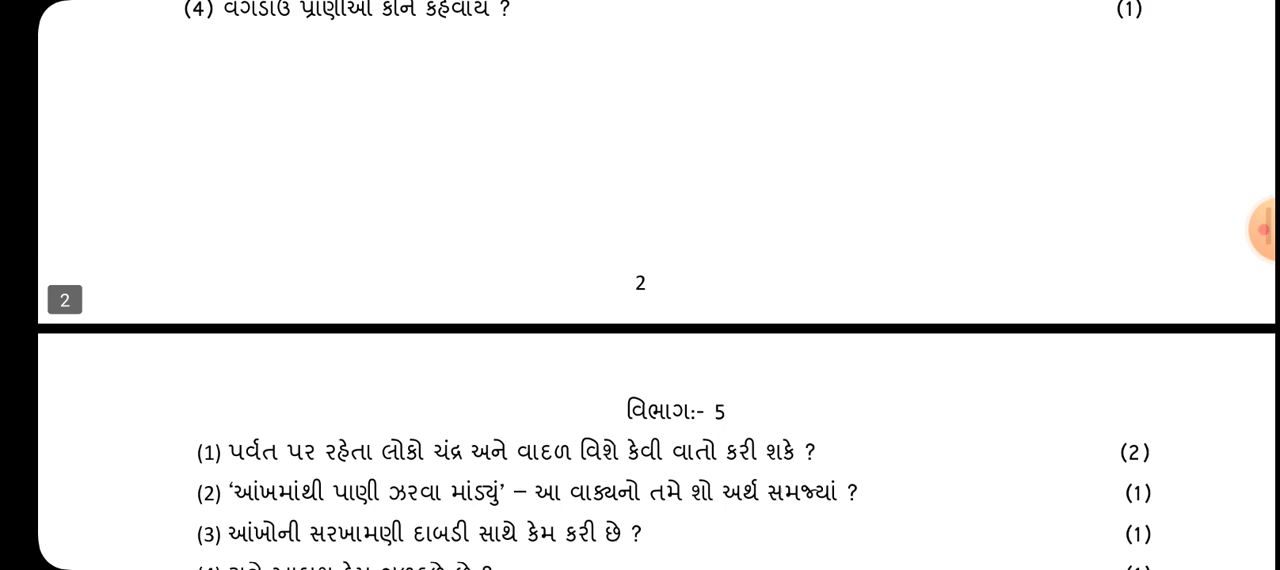 (4) વગડાઉ પ્રાણીઓ કોને કહેવાય ? (1)
2
2
વિભાગ:- 5
(1) પર્વત પર રહેતા લોકો ચંદ્ર અને વાદળ વિશે કેવી વાતો કરી શકે ? (2)
(2) ‘આંખમાંથી પાણી ઝરવા માંડ્યું’ – આ વાક્યનો તમે શો અર્થ સમજ્યાં ? (1)
(3) આંખોની સરખામણી દાબડી સાથે કેમ કરી છે ? (1)